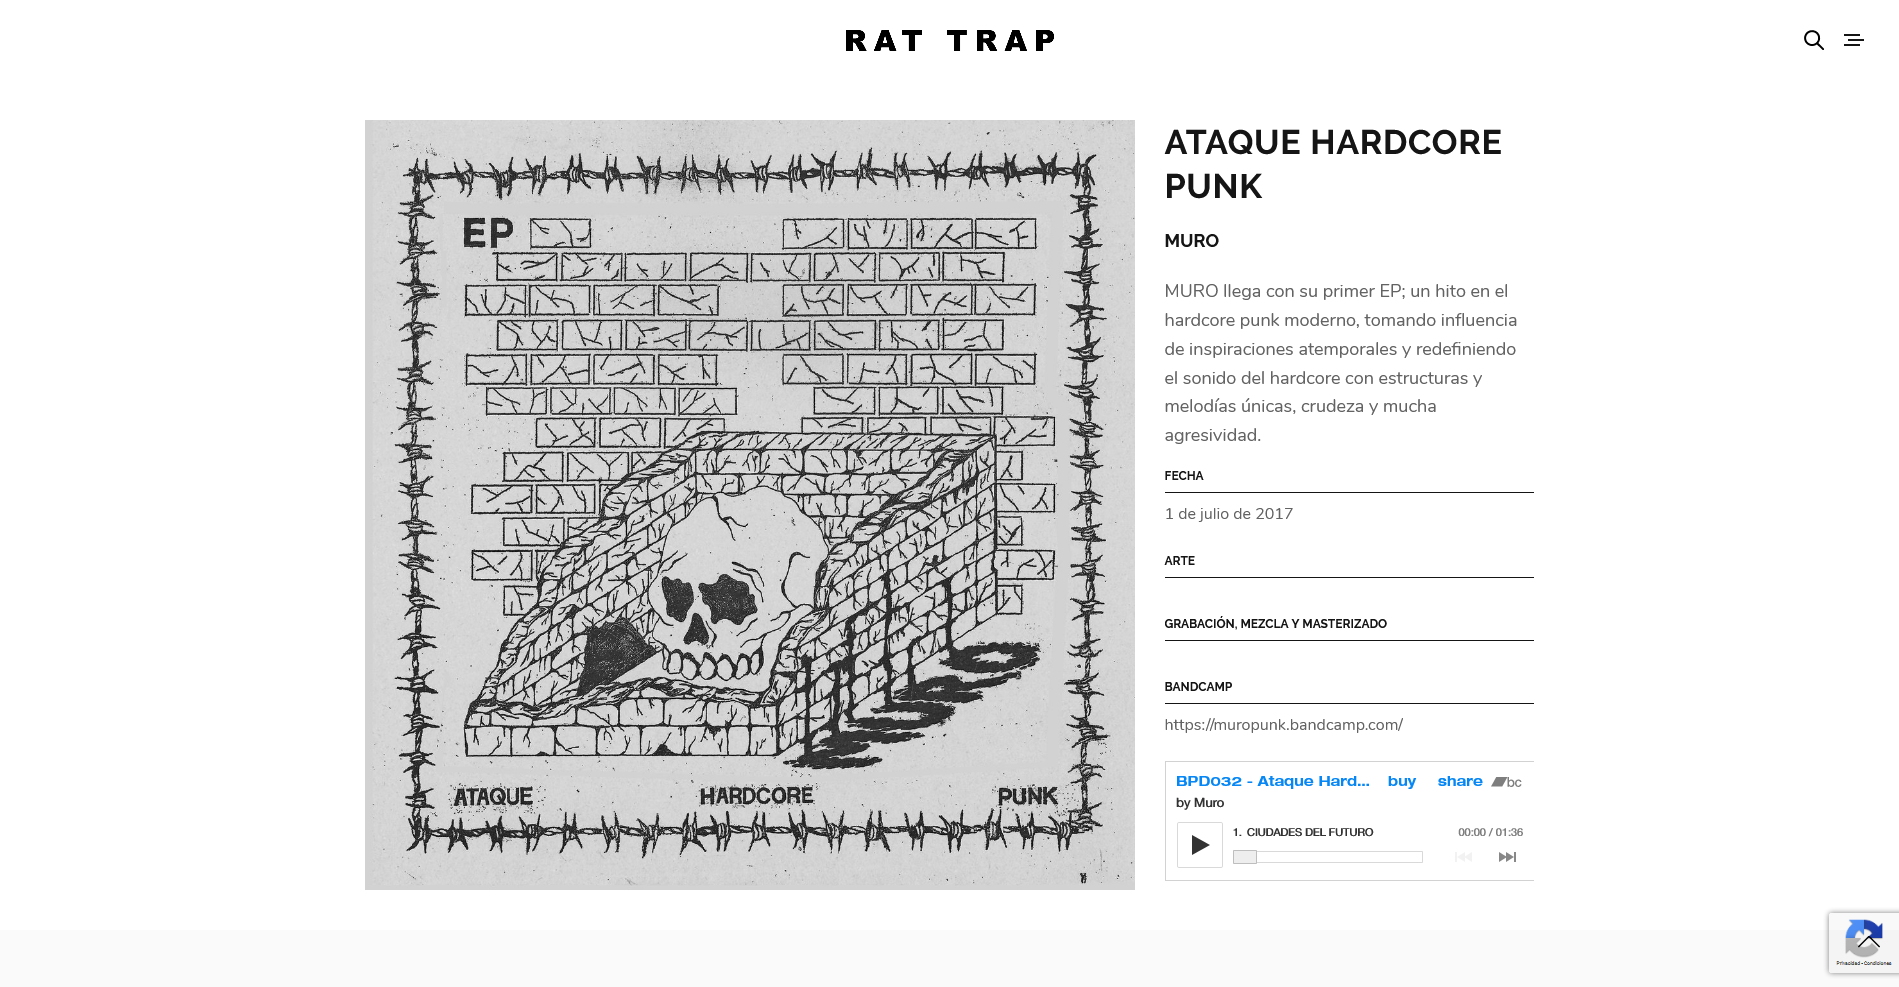 RAT TRAP
EP
ATAQUE HARDCORE PUNK
ATAQUE HARDCORE
PUNK
MURO
MURO llega con su primer EP; un hito en el
hardcore punk moderno, tomando influencia
de inspiraciones atemporales y redefiniendo
el sonido del hardcore con estructuras y
melodías únicas, crudeza y mucha
agresividad.
FECHA
1 de julio de 2017
ARTE
GRABACIÓN, MEZCLA Y MASTERIZADO
BANDCAMP
https://muropunk.bandcamp.com/
BPD032 - Ataque Hard... buy share bc
by Muro
1. CIUDADES DEL FUTURO 00:00 / 01:36
Privacidad - Condiciones